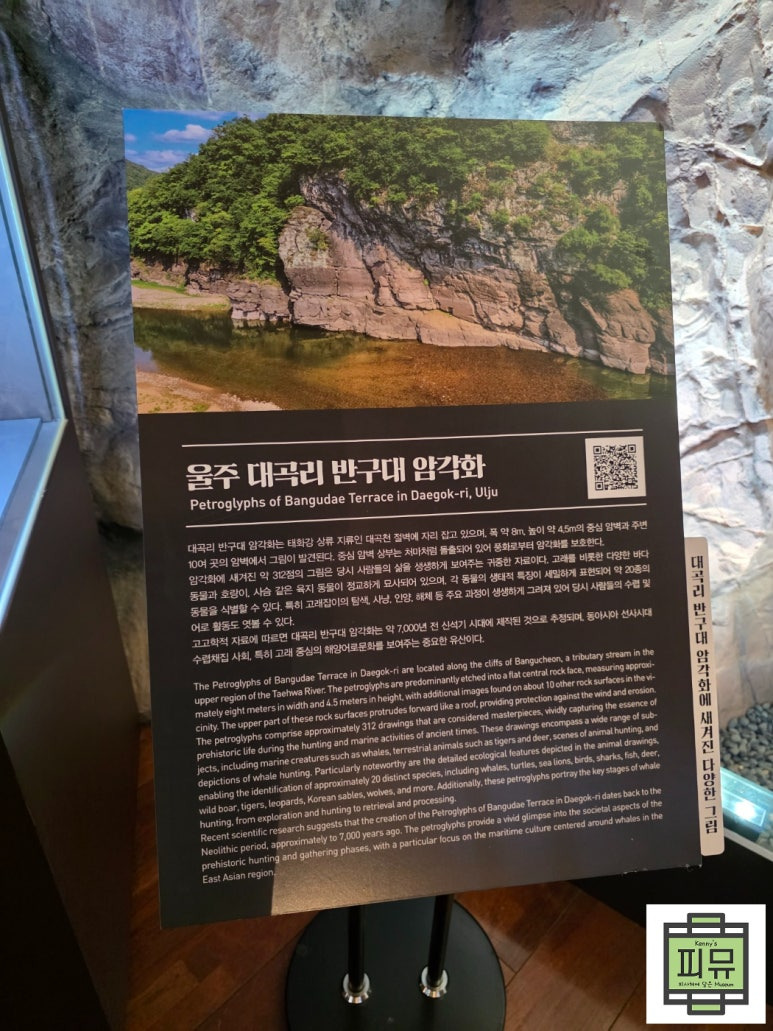 울주 대곡리 반구대 암각화
Petroglyphs of Bangudae Terrace in Daegok-ri, Ulju
대곡리 반구대 암각화는 태화강 상류 지류인 대곡천 절벽에 자리 잡고 있으며, 폭 약 8m, 높이 약 4.5m의 중심 암벽과 주변
10여 곳의 암벽에서 그림이 발견된다. 중심 암벽 상부는 처마처럼 돌출되어 있어 풍화로부터 암각화를 보호한다.
암각화에 새겨진 약 312점의 그림은 당시 사람들의 삶을 생생하게 보여주는 귀중한 자료이다. 고래를 비롯한 다양한 바다
동물과 호랑이, 사슴 같은 육지 동물이 정교하게 묘사되어 있으며, 각 동물의 생태적 특징이 세밀하게 표현되어 약 20종의
동물을 식별할 수 있다. 특히 고래잡이의 탐색, 사냥, 인양, 해체 등 주요 과정이 생생하게 그려져 있어 당시 사람들의 수렵 및
어로 활동도 엿볼 수 있다.
고고학적 자료에 따르면 대곡리 반구대 암각화는 약 7,000년 전 신석기 시대에 제작된 것으로 추정되며, 동아시아 선사시대
수렵채집 사회, 특히 고래 중심의 해양어로문화를 보여주는 중요한 유산이다.
The Petroglyphs of Bangudae Terrace in Daegok-ri are located along the cliffs of Bangucheon, a tributary stream in the
upper region of the Taehwa River. The petroglyphs are predominantly etched into a flat central rock face, measuring approxi-
mately eight meters in width and 4.5 meters in height, with additional images found on about 10 other rock surfaces in the vi-
cinity. The upper part of these rock surfaces protrudes forward like a roof, providing protection against the wind and erosion.
The petroglyphs comprise approximately 312 drawings that are considered masterpieces, vividly capturing the essence of
prehistoric life during the hunting and marine activities of ancient times. These drawings encompass a wide range of sub-
jects, including marine creatures such as whales, terrestrial animals such as tigers and deer, scenes of animal hunting, and
depictions of whale hunting. Particularly noteworthy are the detailed ecological features depicted in the animal drawings,
enabling the identification of approximately 20 distinct species, including whales, turtles, sea lions, birds, sharks, fish, deer,
wild boar, tigers, leopards, Korean sables, wolves, and more. Additionally, these petroglyphs portray the key stages of whale
hunting, from exploration and hunting to retrieval and processing.
Recent scientific research suggests that the creation of the Petroglyphs of Bangudae Terrace in Daegok-ri dates back to the
Neolithic period, approximately to 7,000 years ago. The petroglyphs provide a vivid glimpse into the societal aspects of the
prehistoric hunting and gathering phases, with a particular focus on the maritime culture centered around whales in the
East Asian region.
대곡리 반구대 암각화에 새겨진 다양한 그림
Kenny's
피뮤
Museum